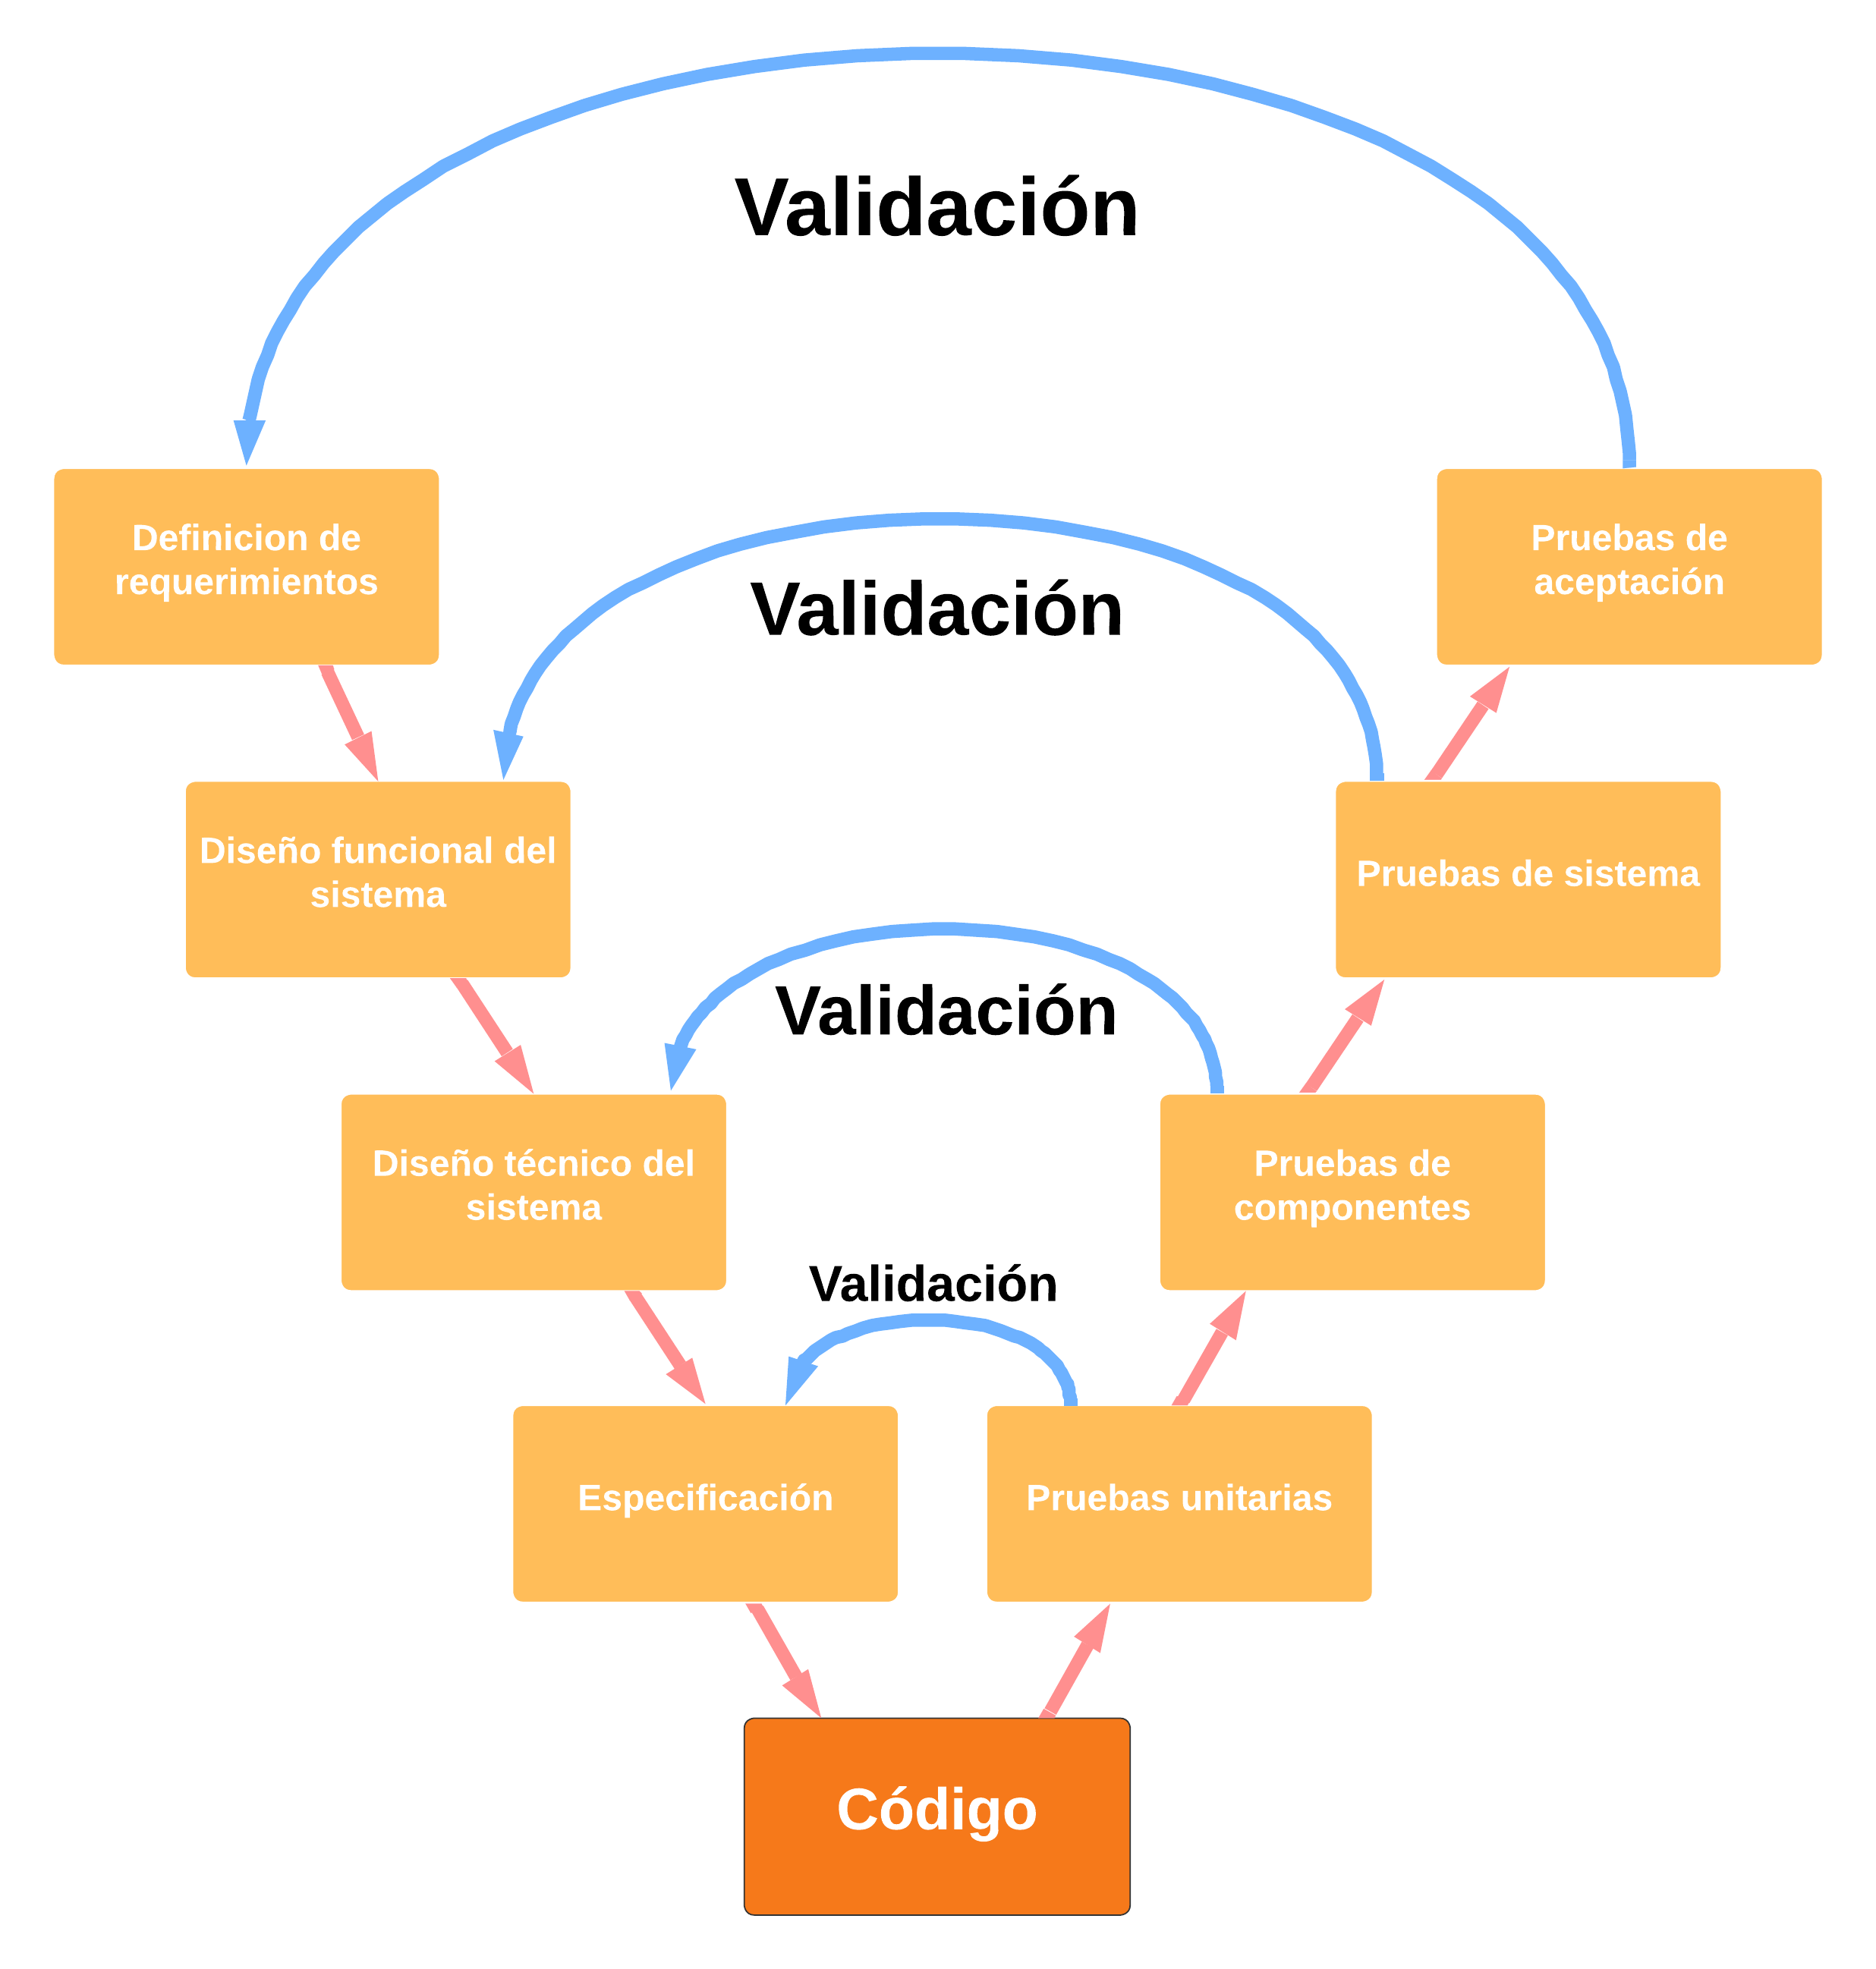 Validación
Definicion de
requerimientos
Pruebas de
aceptación
Validación
Diseño funcional del
sistema
Pruebas de sistema
Validación
Diseño técnico del
sistema
Pruebas de
componentes
Validación
Especificación
Pruebas unitarias
Código